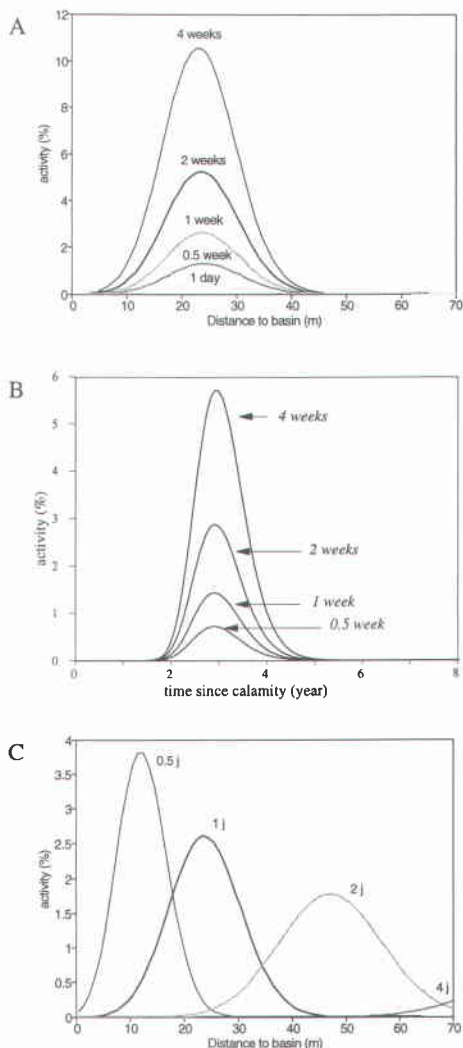 A
12
10
8
6
4
2
0
activity (%)
4 weeks
2 weeks
1 week
0.5 week
1 day
0 10 20 30 40 50 60 70
Distance to basin (m)
B
6
5
4
3
2
1
0
activity (%)
4 weeks
2 weeks
1 week
0.5 week
0 2 4 6 8
time since calamity (year)
C
4
3.5
3
2.5
2
1.5
1
0.5
0
activity (%)
0.5 j
1 j
2 j
4 j
0 10 20 30 40 50 60 70
Distance to basin (m)